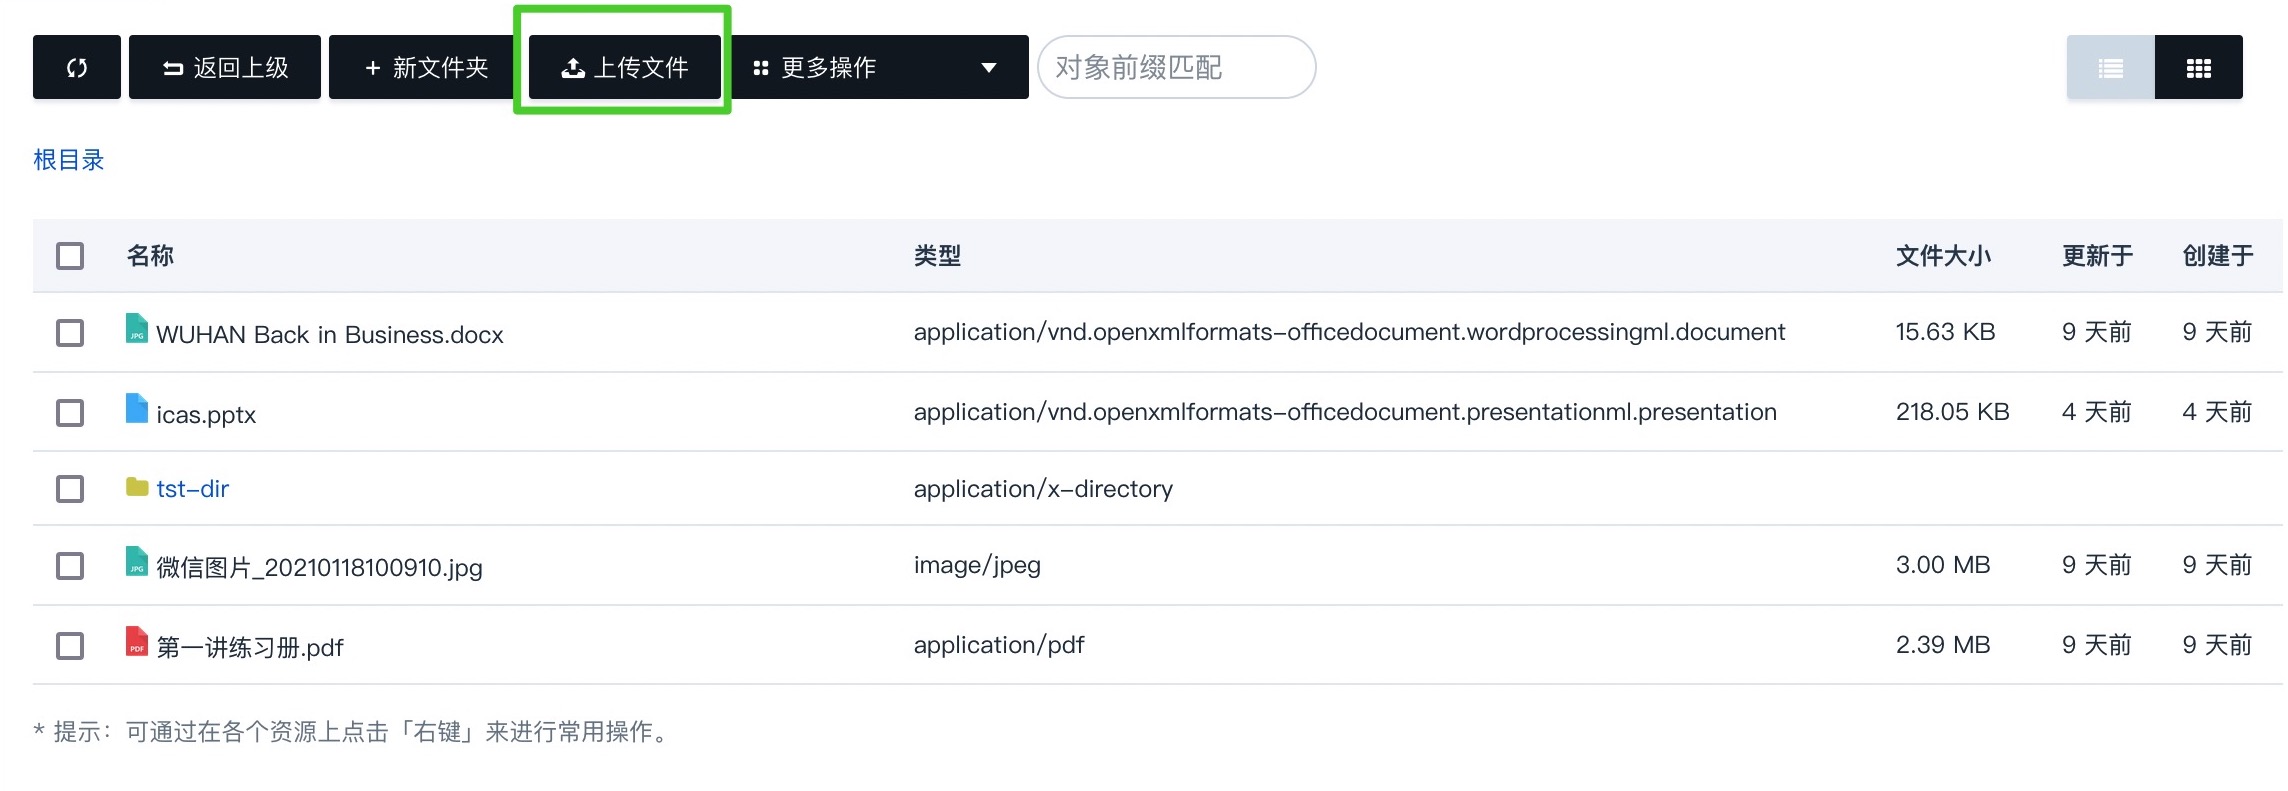 返回上级 + 新文件夹 上传文件 更多操作 对象前缀匹配
根目录
名称 类型 文件大小 更新于 创建于
JPG WUHAN Back in Business.docx application/vnd.openxmlformats-officedocument.wordprocessingml.document 15.63 KB 9 天前 9 天前
icas.pptx application/vnd.openxmlformats-officedocument.presentationml.presentation 218.05 KB 4 天前 4 天前
tst-dir application/x-directory
JPG 微信图片_20210118100910.jpg image/jpeg 3.00 MB 9 天前 9 天前
PDF 第一讲练习册.pdf application/pdf 2.39 MB 9 天前 9 天前
* 提示：可通过在各个资源上点击「右键」来进行常用操作。